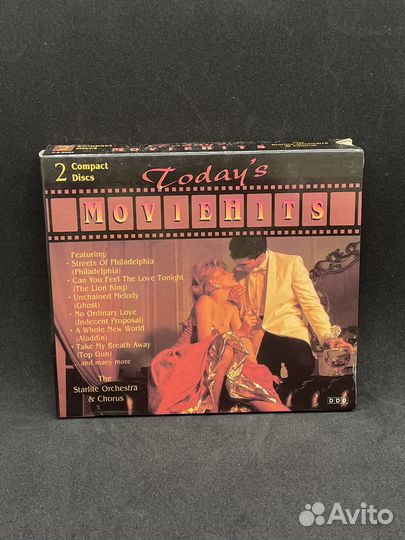 2 Compact
Discs
Today's
MOVIEHITS
Featuring:
· Streets Of Philadelphia
(Philadelphia)
· Can You Feel The Love Tonight
(The Lion King)
· Unchained Melody
(Ghost)
· No Ordinary Love
(Indecent Proposal)
· A Whole New World
(Aladdin)
· Take My Breath Away
(Top Gun)
... and many more
The
Starlite Orchestra
& Chorus
DDD
Avito